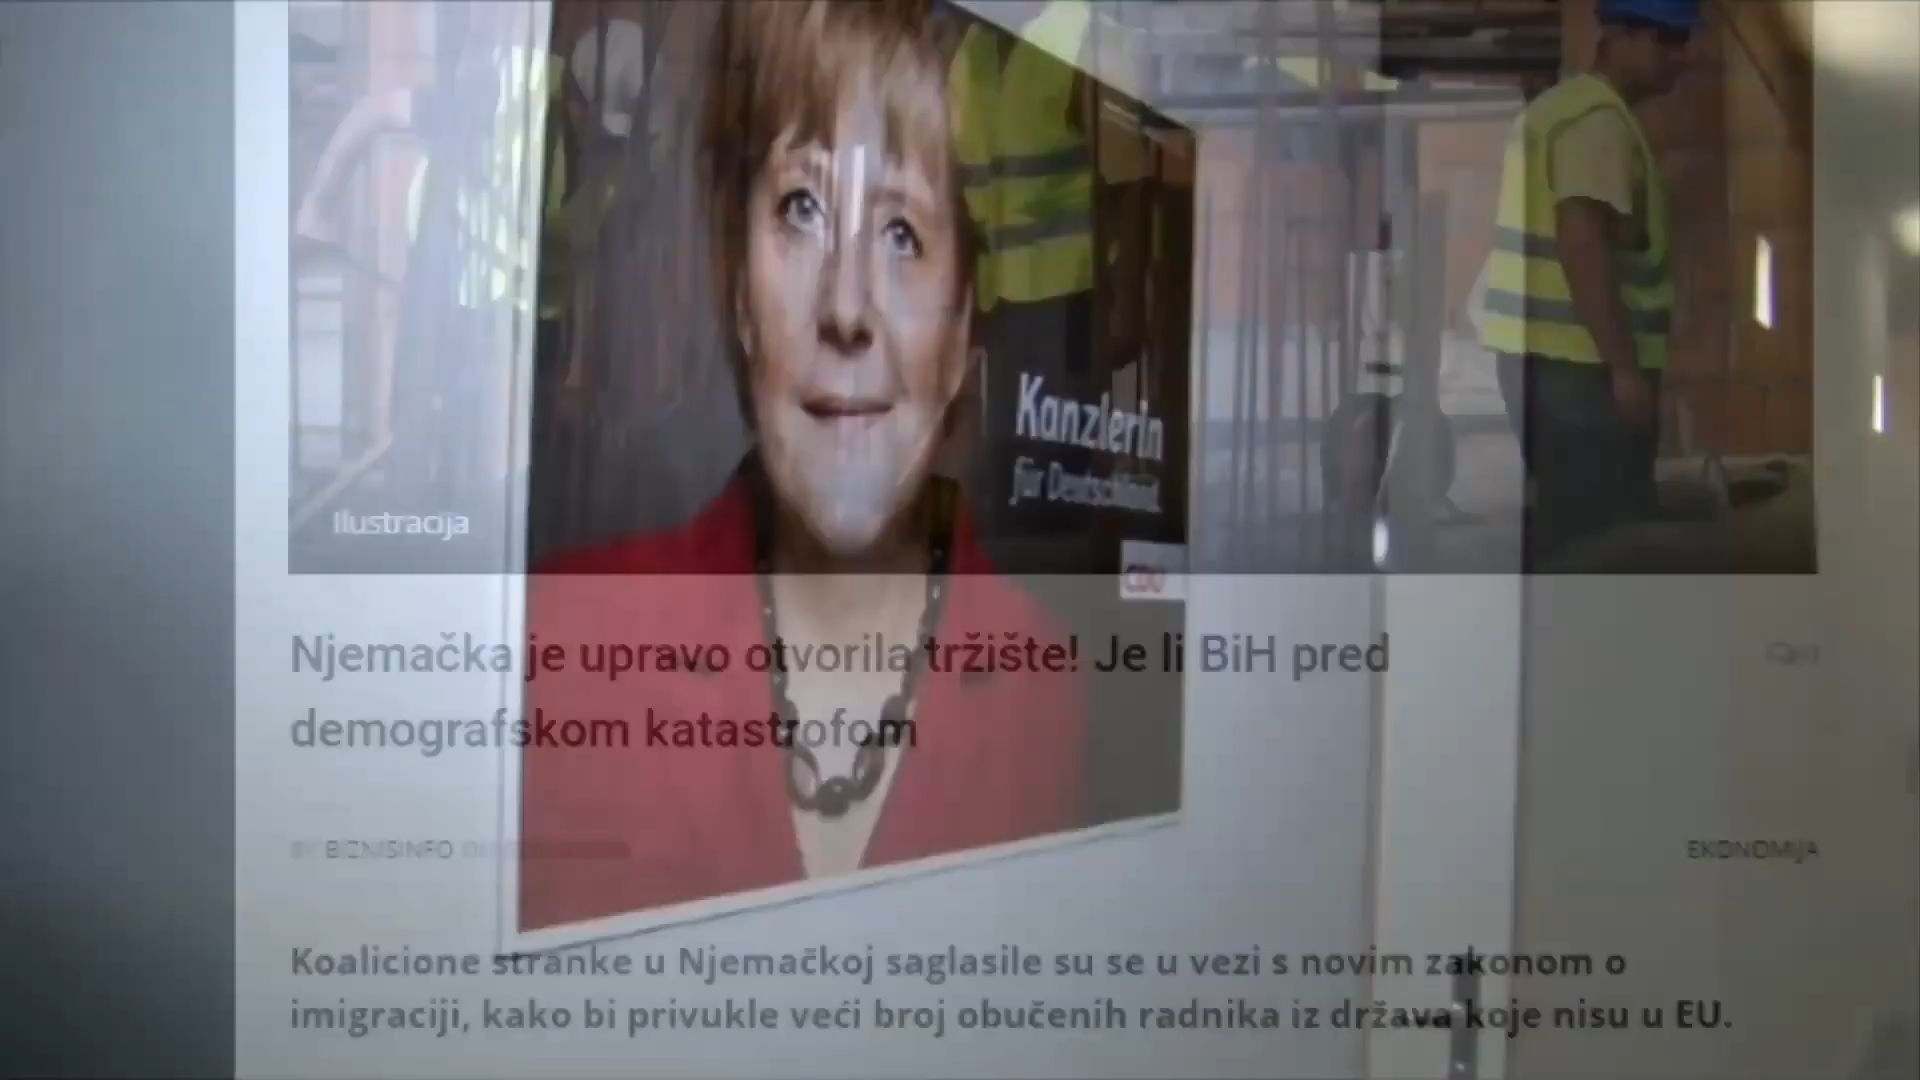 Kanzlerin
für Deutschland.
Ilustracija
CDU
Njemačka je upravo otvorila tržište! Je li BiH pred
demografskom katastrofom
BY BIZNISINFO
EKONOMIJA
Koalicione stranke u Njemačkoj saglasile su se u vezi s novim zakonom o
imigraciji, kako bi privukle veći broj obučenih radnika iz država koje nisu u EU.